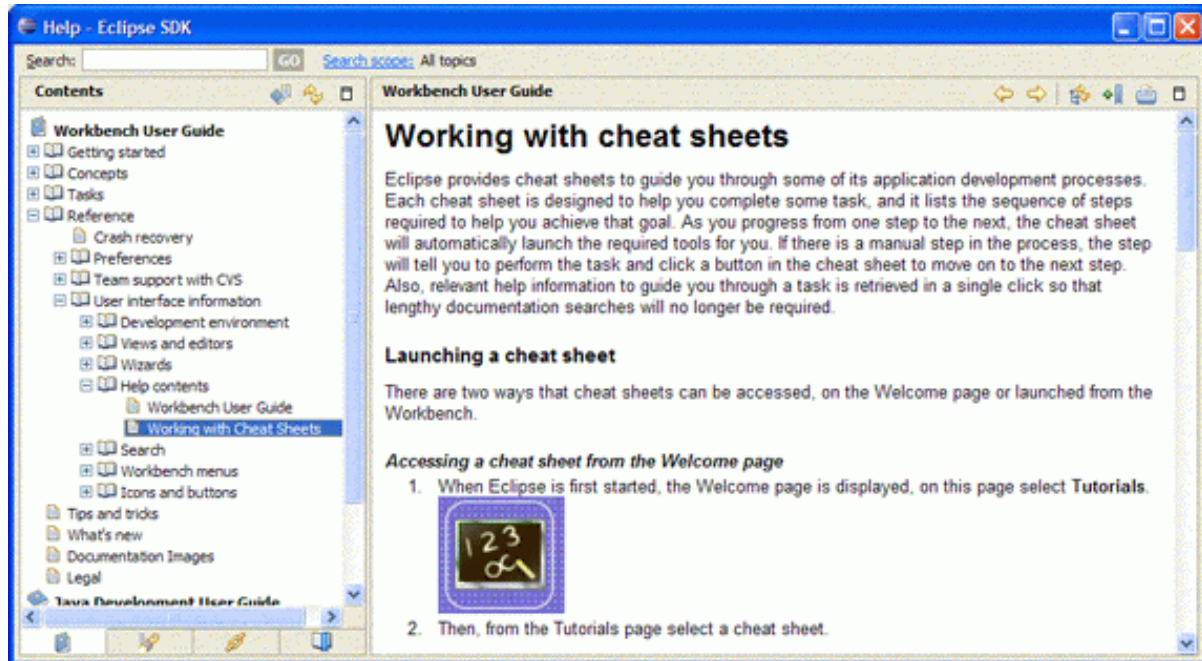 Help - Eclipse SDK
Search: GO Search scope: All topics
Contents
Workbench User Guide
Getting started
Concepts
Tasks
Reference
Crash recovery
Preferences
Team support with CVS
User interface information
Development environment
Views and editors
Wizards
Help contents
Workbench User Guide
Working with Cheat Sheets
Search
Workbench menus
Icons and buttons
Tips and tricks
What's new
Documentation Images
Legal
Java Development User Guide
Workbench User Guide
Working with cheat sheets
Eclipse provides cheat sheets to guide you through some of its application development processes.
Each cheat sheet is designed to help you complete some task, and it lists the sequence of steps
required to help you achieve that goal. As you progress from one step to the next, the cheat sheet
will automatically launch the required tools for you. If there is a manual step in the process, the step
will tell you to perform the task and click a button in the cheat sheet to move on to the next step.
Also, relevant help information to guide you through a task is retrieved in a single click so that
lengthy documentation searches will no longer be required.
Launching a cheat sheet
There are two ways that cheat sheets can be accessed, on the Welcome page or launched from the
Workbench.
Accessing a cheat sheet from the Welcome page
1. When Eclipse is first started, the Welcome page is displayed, on this page select Tutorials.
123
2. Then, from the Tutorials page select a cheat sheet.